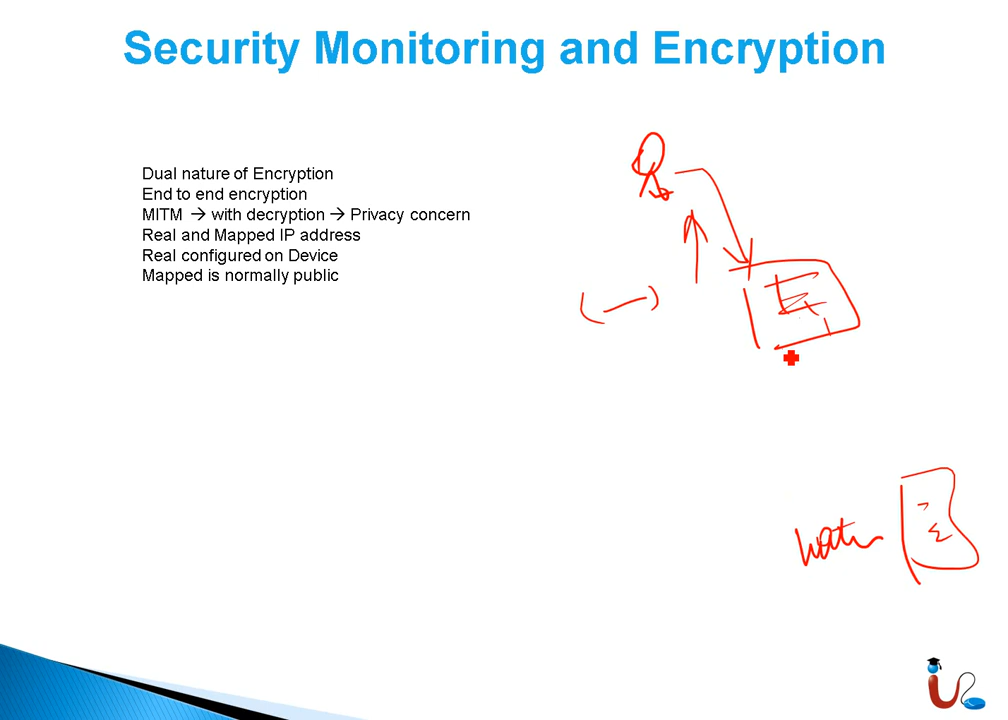 Security Monitoring and Encryption
Dual nature of Encryption
End to end encryption
MITM → with decryption → Privacy concern
Real and Mapped IP address
Real configured on Device
Mapped is normally public